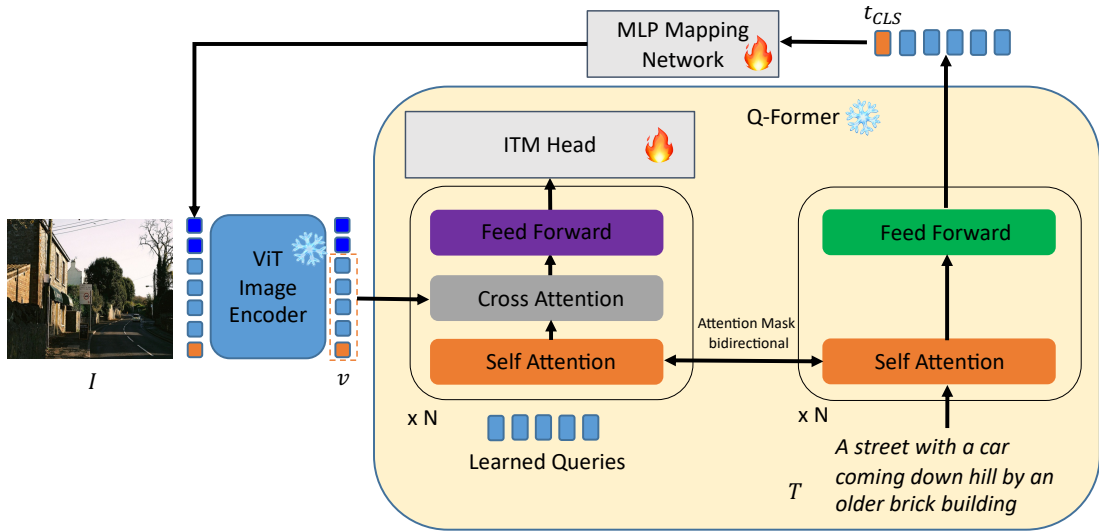 t_CLS
MLP Mapping
Network
Q-Former
ITM Head
Feed Forward
Feed Forward
ViT
Image
Encoder
Cross Attention
Attention Mask
bidirectional
Self Attention
Self Attention
I
v
x N
x N
Learned Queries
T
A street with a car
coming down hill by an
older brick building